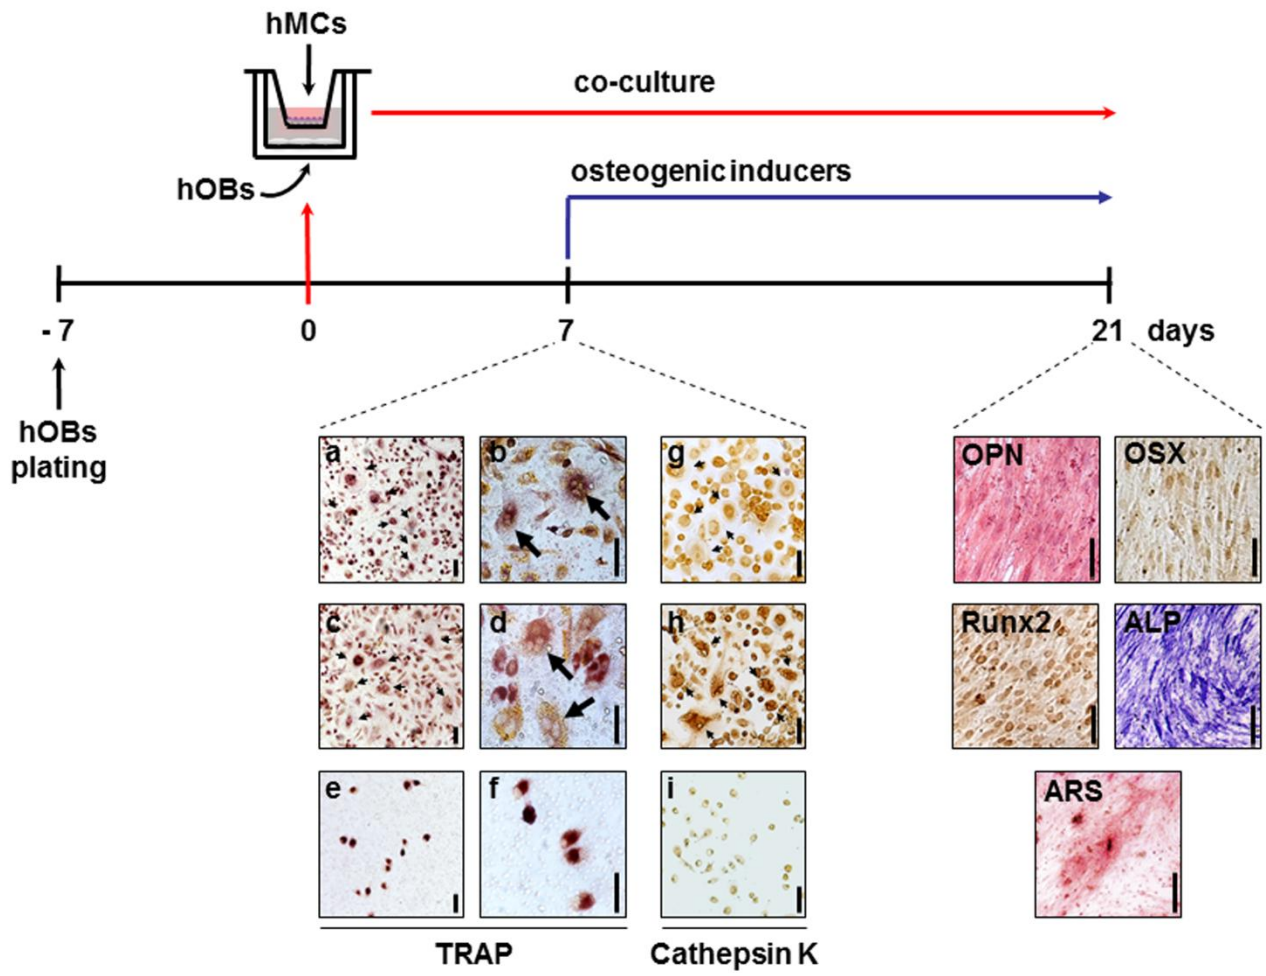 hMCs
co-culture
hOBs
osteogenic inducers
- 7
0
7
21 days
hOBs
plating
a
b
g
OPN
OSX
c
d
h
Runx2
ALP
e
f
i
ARS
TRAP
Cathepsin K